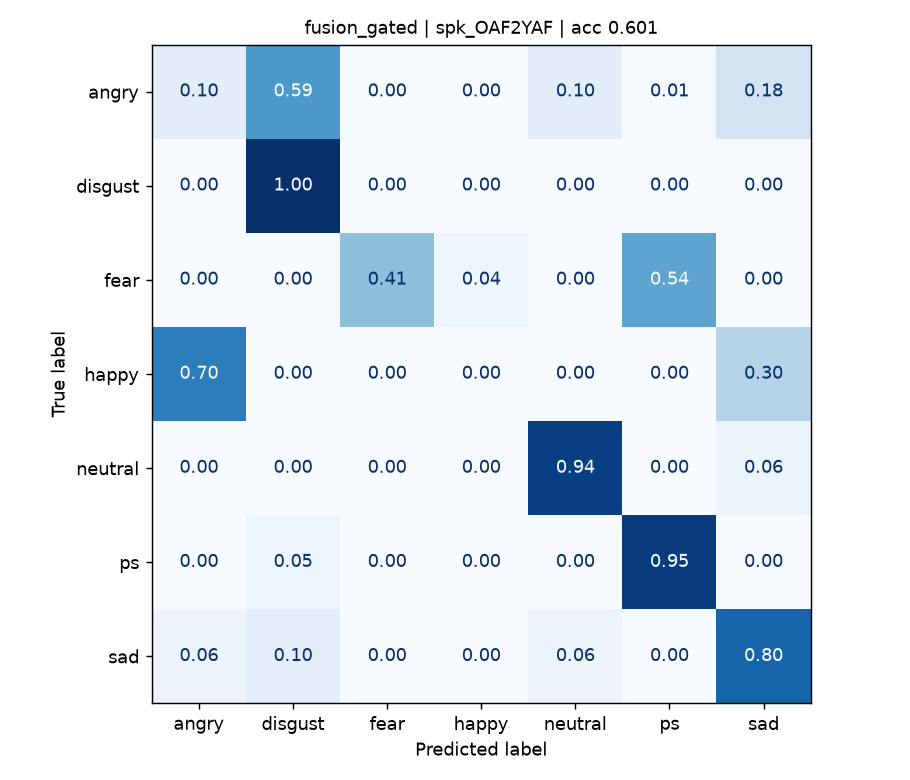 fusion_gated | spk_OAF2YAF | acc 0.601
True label
angry 0.10 0.59 0.00 0.00 0.10 0.01 0.18
disgust 0.00 1.00 0.00 0.00 0.00 0.00 0.00
fear 0.00 0.00 0.41 0.04 0.00 0.54 0.00
happy 0.70 0.00 0.00 0.00 0.00 0.00 0.30
neutral 0.00 0.00 0.00 0.00 0.94 0.00 0.06
ps 0.00 0.05 0.00 0.00 0.00 0.95 0.00
sad 0.06 0.10 0.00 0.00 0.06 0.00 0.80
angry disgust fear happy neutral ps sad
Predicted label